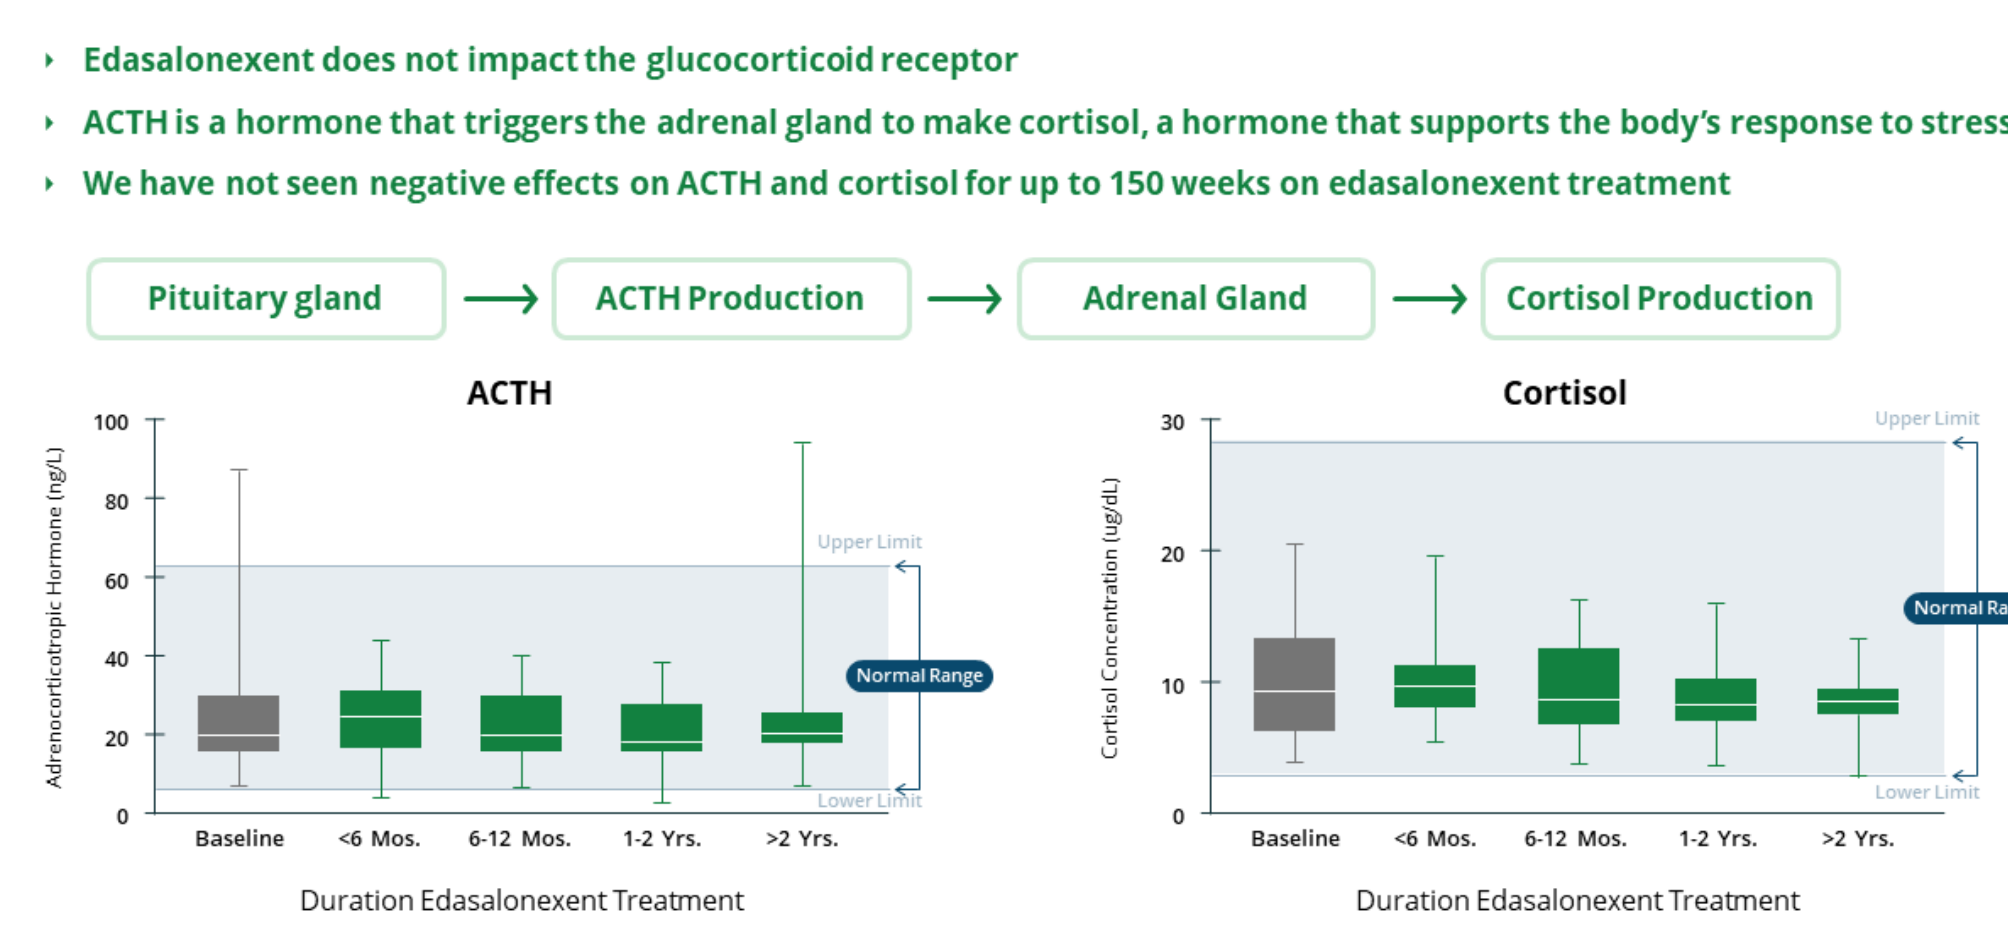 Edasalonexent does not impact the glucocorticoid receptor
ACTH is a hormone that triggers the adrenal gland to make cortisol, a hormone that supports the body’s response to stress
We have not seen negative effects on ACTH and cortisol for up to 150 weeks on edasalonexent treatment
Pituitary gland
ACTH Production
Adrenal Gland
Cortisol Production
ACTH
Adrenocorticotropic Hormone (ng/L)
100
80
60
40
20
0
Upper Limit
Normal Range
Lower Limit
Baseline
<6 Mos.
6-12 Mos.
1-2 Yrs.
>2 Yrs.
Duration Edasalonexent Treatment
Cortisol
Cortisol Concentration (ug/dL)
30
20
10
0
Upper Limit
Normal Ra
Lower Limit
Baseline
<6 Mos.
6-12 Mos.
1-2 Yrs.
>2 Yrs.
Duration Edasalonexent Treatment